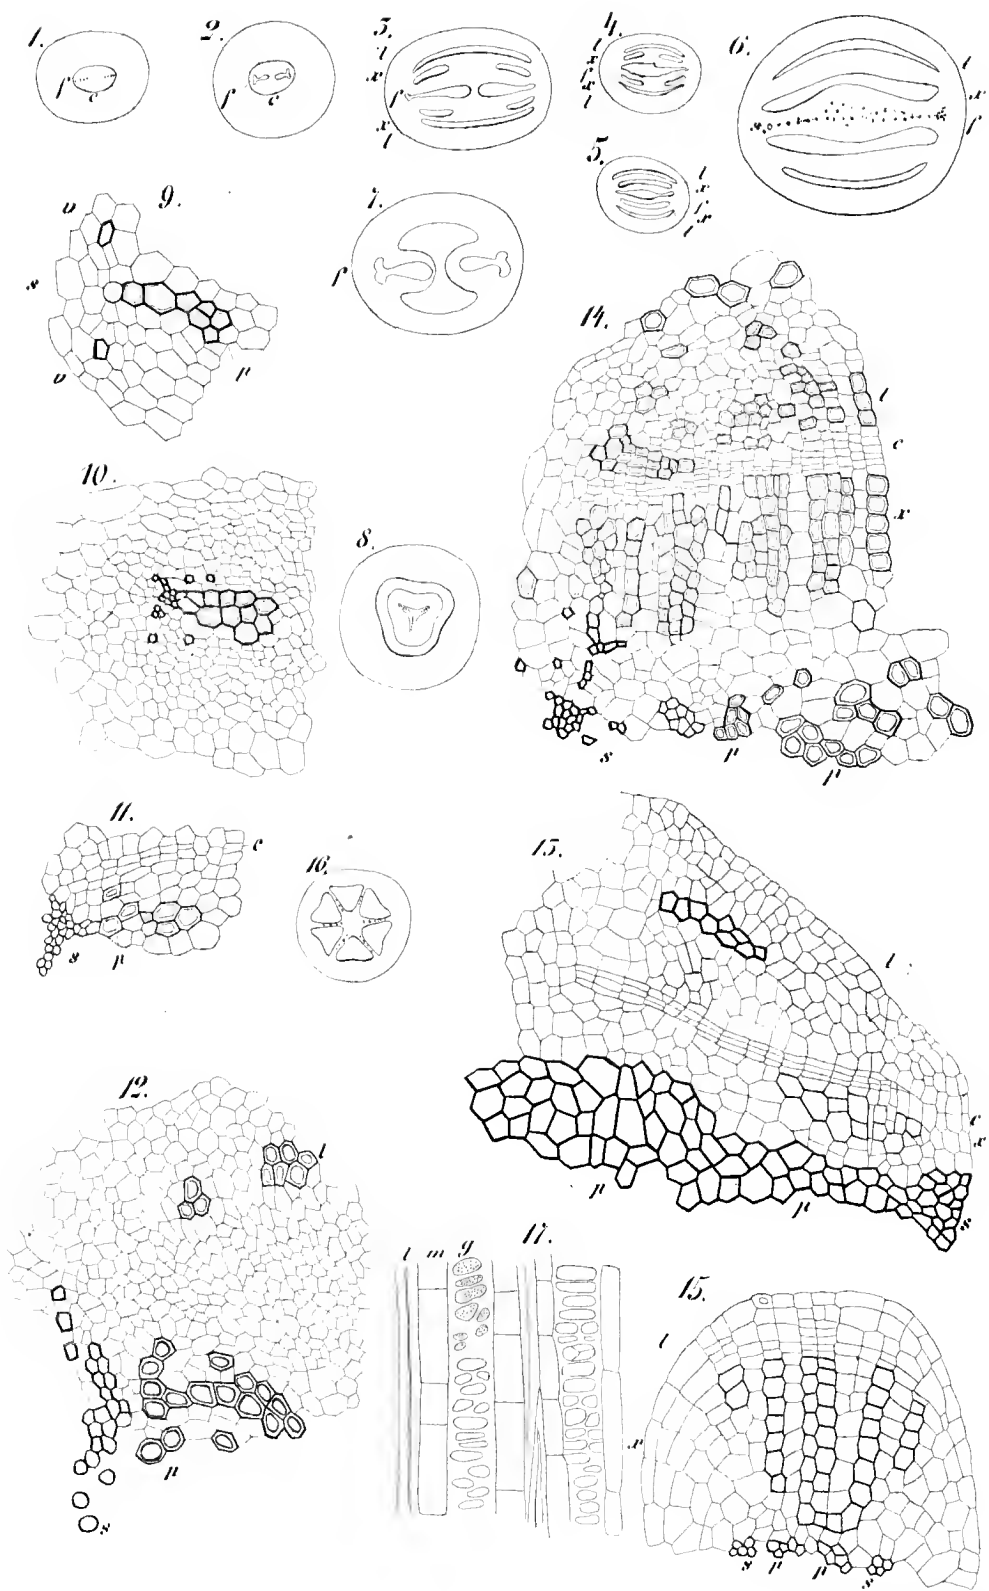 1.
f
c
2.
f
c
3.
l
x
f
x
l
4.
l
x
f
x
l
5.
l
x
f
x
l
6.
l
x
f
9.
v
s
v
p
7.
f
14.
l
c
x
s
p
p
10.
8.
11.
c
s
p
16.
13.
l
c
x
p
p
s
12.
l
p
s
17.
l m g
15.
l
x
s p p s